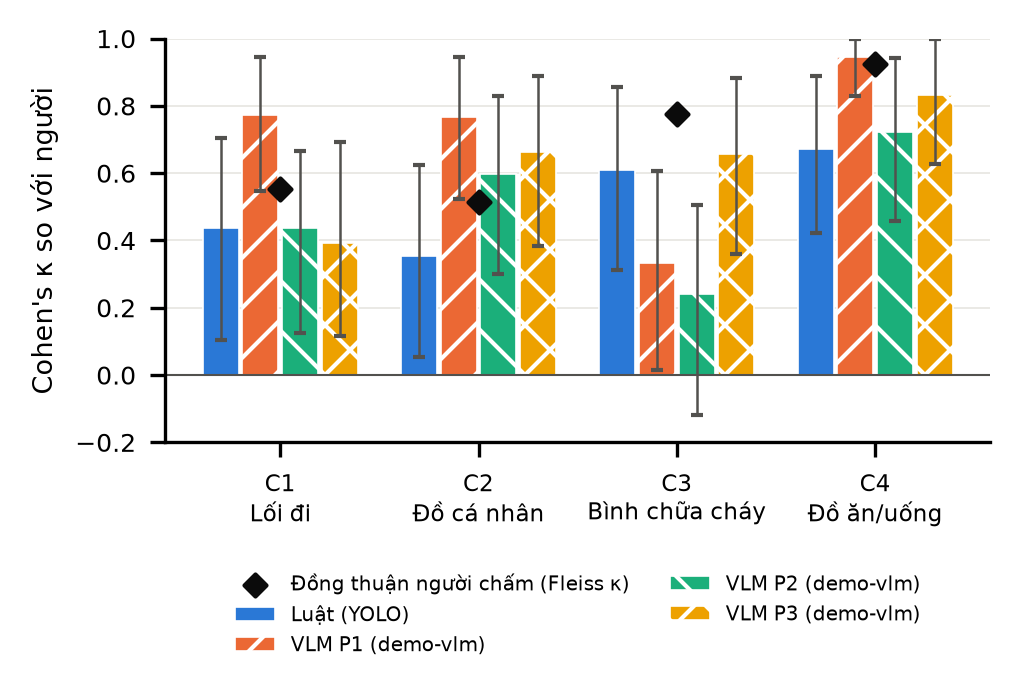 Cohen's κ so với người
1.0
0.8
0.6
0.4
0.2
0.0
−0.2
C1
Lối đi
C2
Đồ cá nhân
C3
Bình chữa cháy
C4
Đồ ăn/uống
Đồng thuận người chấm (Fleiss κ)
Luật (YOLO)
VLM P1 (demo-vlm)
VLM P2 (demo-vlm)
VLM P3 (demo-vlm)